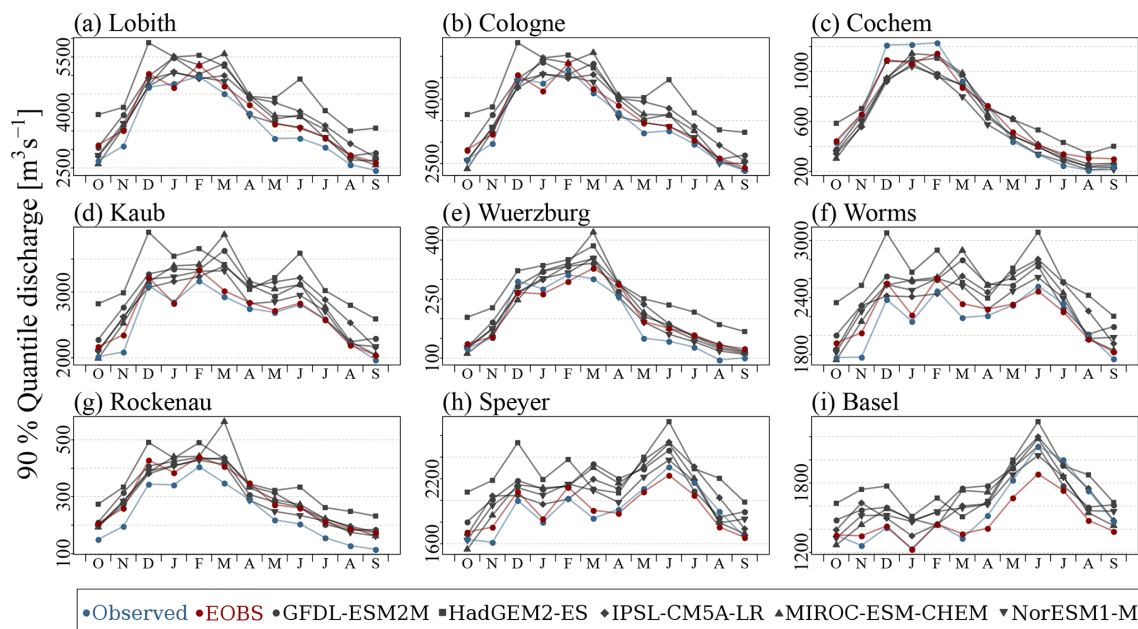 (a) Lobith
(b) Cologne
(c) Cochem
5500
4000
2500
O N D J F M A M J J A S
4000
2500
O N D J F M A M J J A S
1000
600
200
O N D J F M A M J J A S
(d) Kaub
(e) Wuerzburg
(f) Worms
3000
2000
O N D J F M A M J J A S
400
250
100
O N D J F M A M J J A S
3000
2400
1800
O N D J F M A M J J A S
(g) Rockenau
(h) Speyer
(i) Basel
500
300
100
O N D J F M A M J J A S
2200
1600
O N D J F M A M J J A S
1800
1200
O N D J F M A M J J A S
90 % Quantile discharge [m³s⁻¹]
Observed EOBS GFDL-ESM2M HadGEM2-ES IPSL-CM5A-LR MIROC-ESM-CHEM NorESM1-M